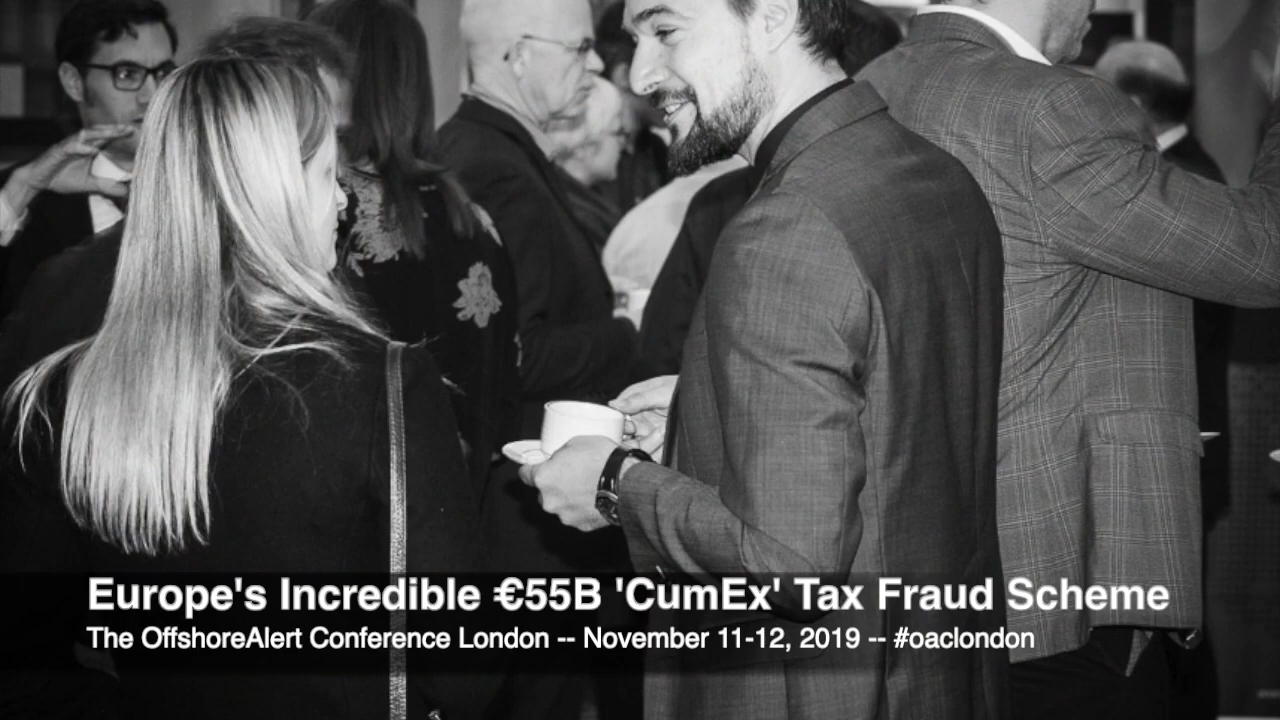 Europe's Incredible €55B 'CumEx' Tax Fraud Scheme
The OffshoreAlert Conference London -- November 11-12, 2019 -- #oaclondon